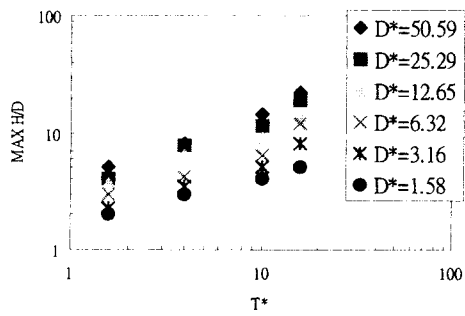 100
MAX H/D
10
1
1
10
100
T*
D*=50.59
D*=25.29
D*=12.65
D*=6.32
D*=3.16
D*=1.58